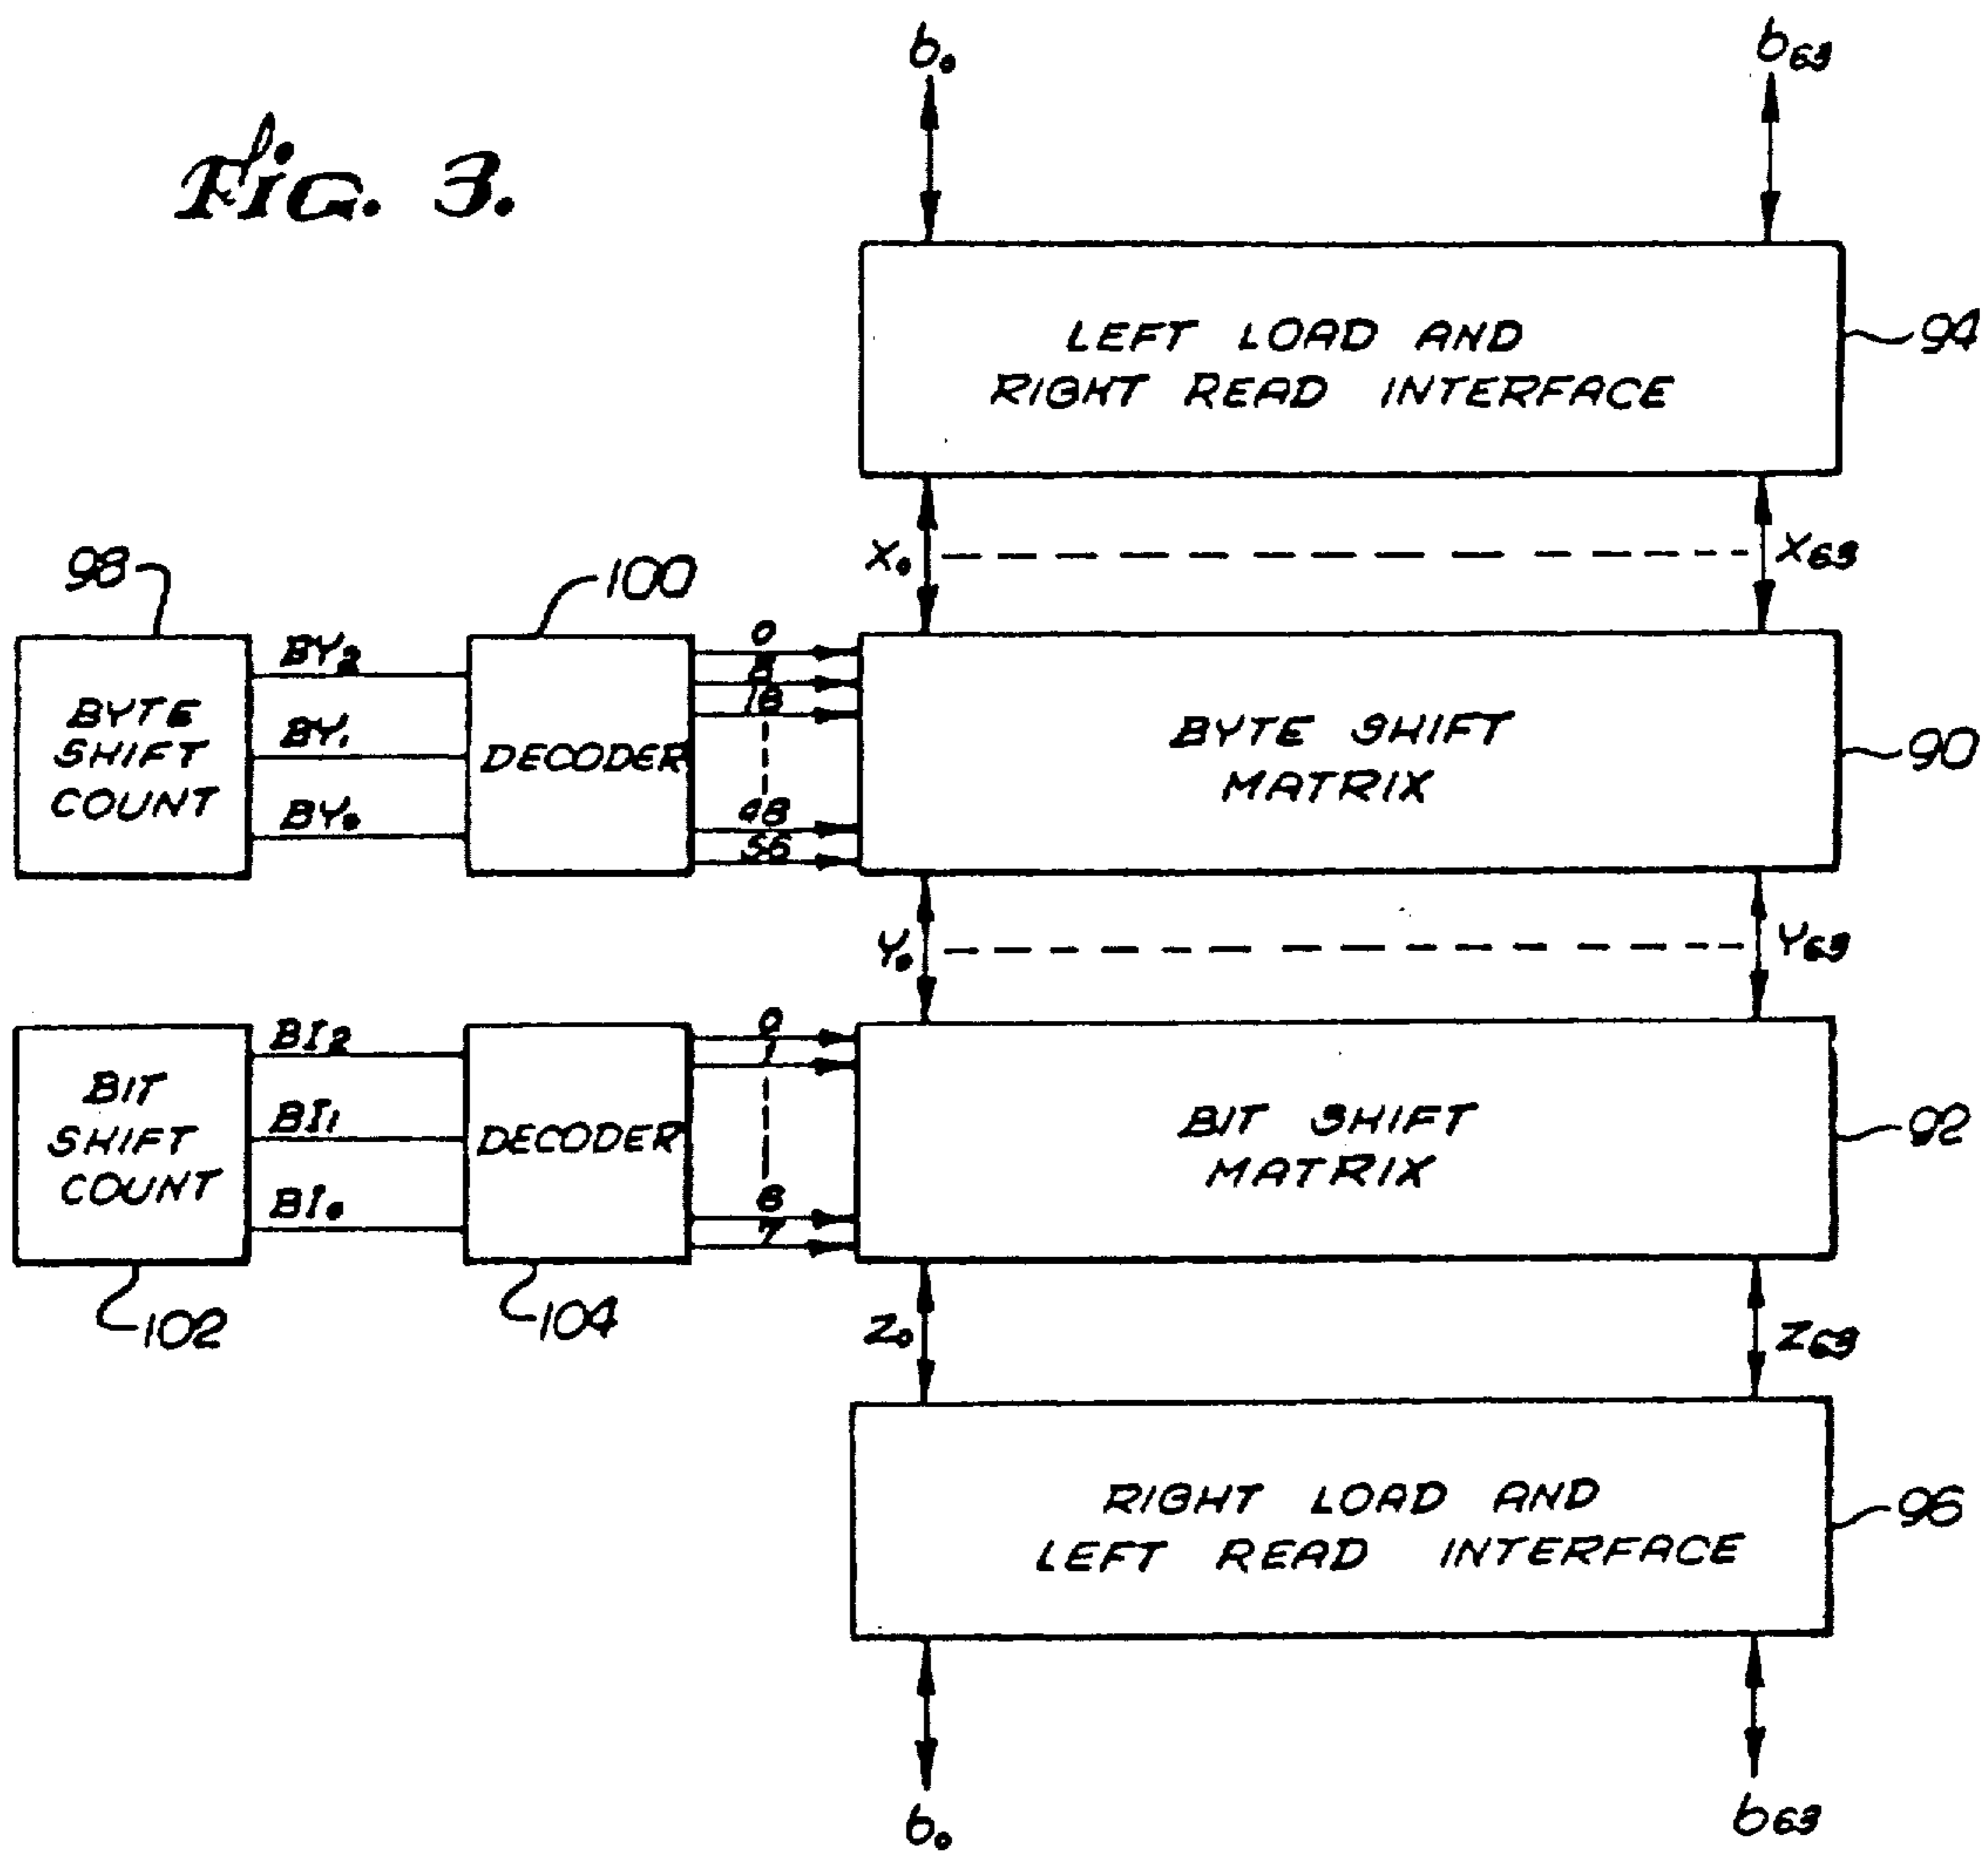 Fig. 3.
b0
b63
LEFT LOAD AND
RIGHT READ INTERFACE
94
X0
X63
98
100
BYTE
SHIFT
COUNT
BY2
BY1
BY0
DECODER
0
8
16
48
56
BYTE SHIFT
MATRIX
90
Y0
Y63
BIT
SHIFT
COUNT
BI2
BI1
BI0
DECODER
0
1
6
7
BIT SHIFT
MATRIX
92
102
104
Z0
Z63
RIGHT LOAD AND
LEFT READ INTERFACE
96
b0
b63